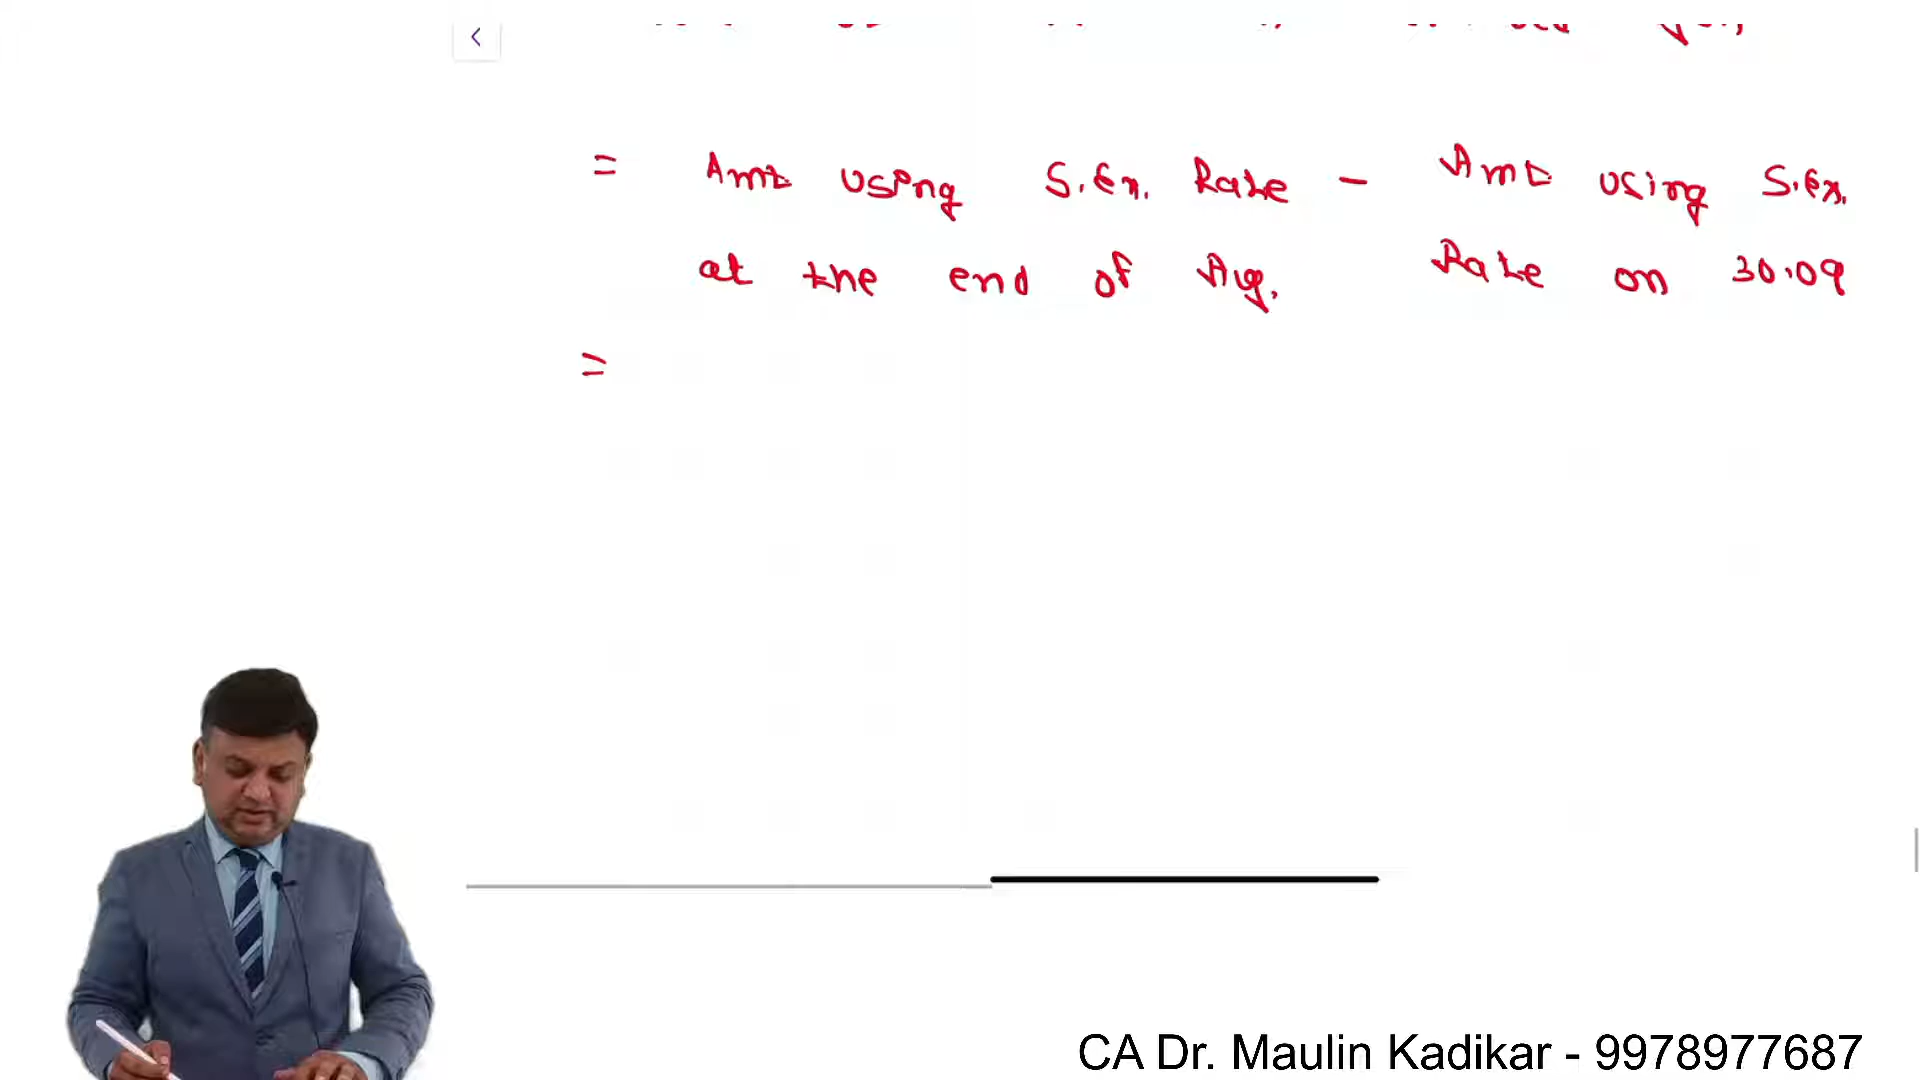 = Amt using S.Ex. Rate - Amt using S.Ex.
at the end of Ag. Rate on 30.09
=
CA Dr. Maulin Kadikar - 9978977687